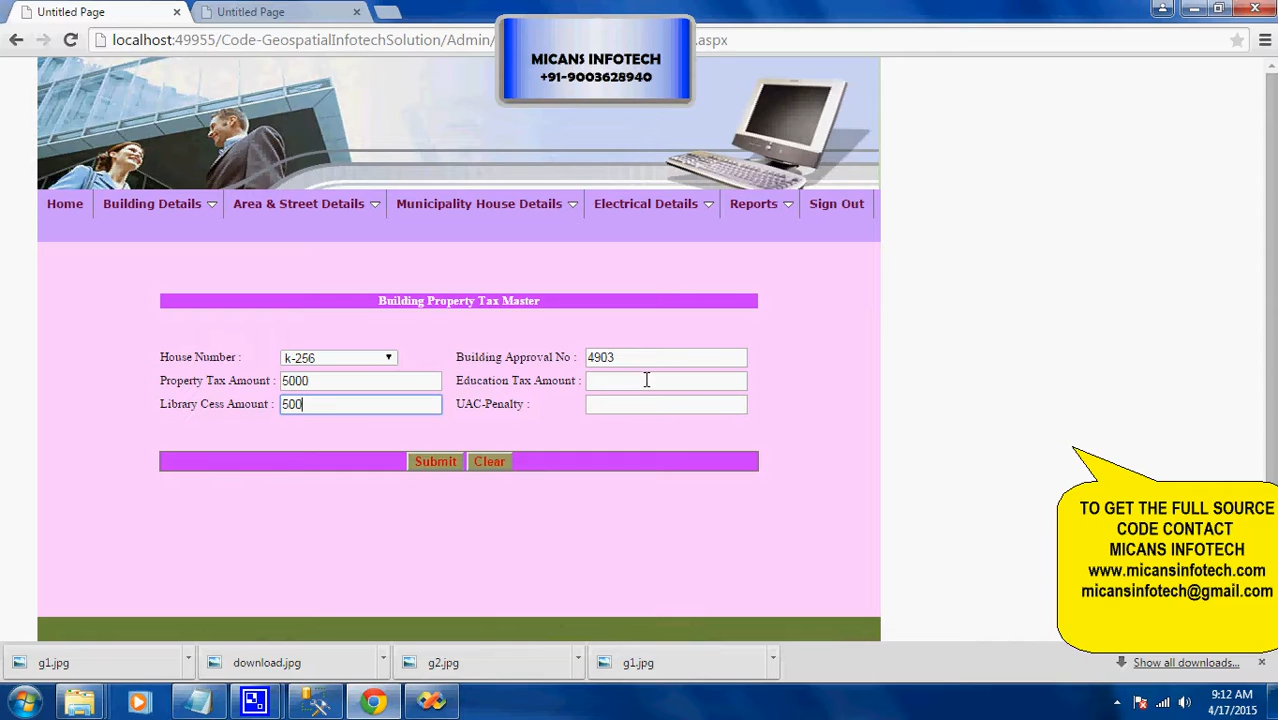 Untitled Page
Untitled Page
localhost:49955/Code-GeospatialInfotechSolution/Admin/
.aspx
MICANS INFOTECH
+91-9003628940
Home
Building Details
Area & Street Details
Municipality House Details
Electrical Details
Reports
Sign Out
Building Property Tax Master
House Number :
k-256
Building Approval No :
4903
Property Tax Amount :
5000
Education Tax Amount :
Library Cess Amount :
500
UAC-Penalty :
Submit
Clear
TO GET THE FULL SOURCE
CODE CONTACT
MICANS INFOTECH
www.micansinfotech.com
micansinfotech@gmail.com
g1.jpg
download.jpg
g2.jpg
g1.jpg
Show all downloads...
9:12 AM
4/17/2015